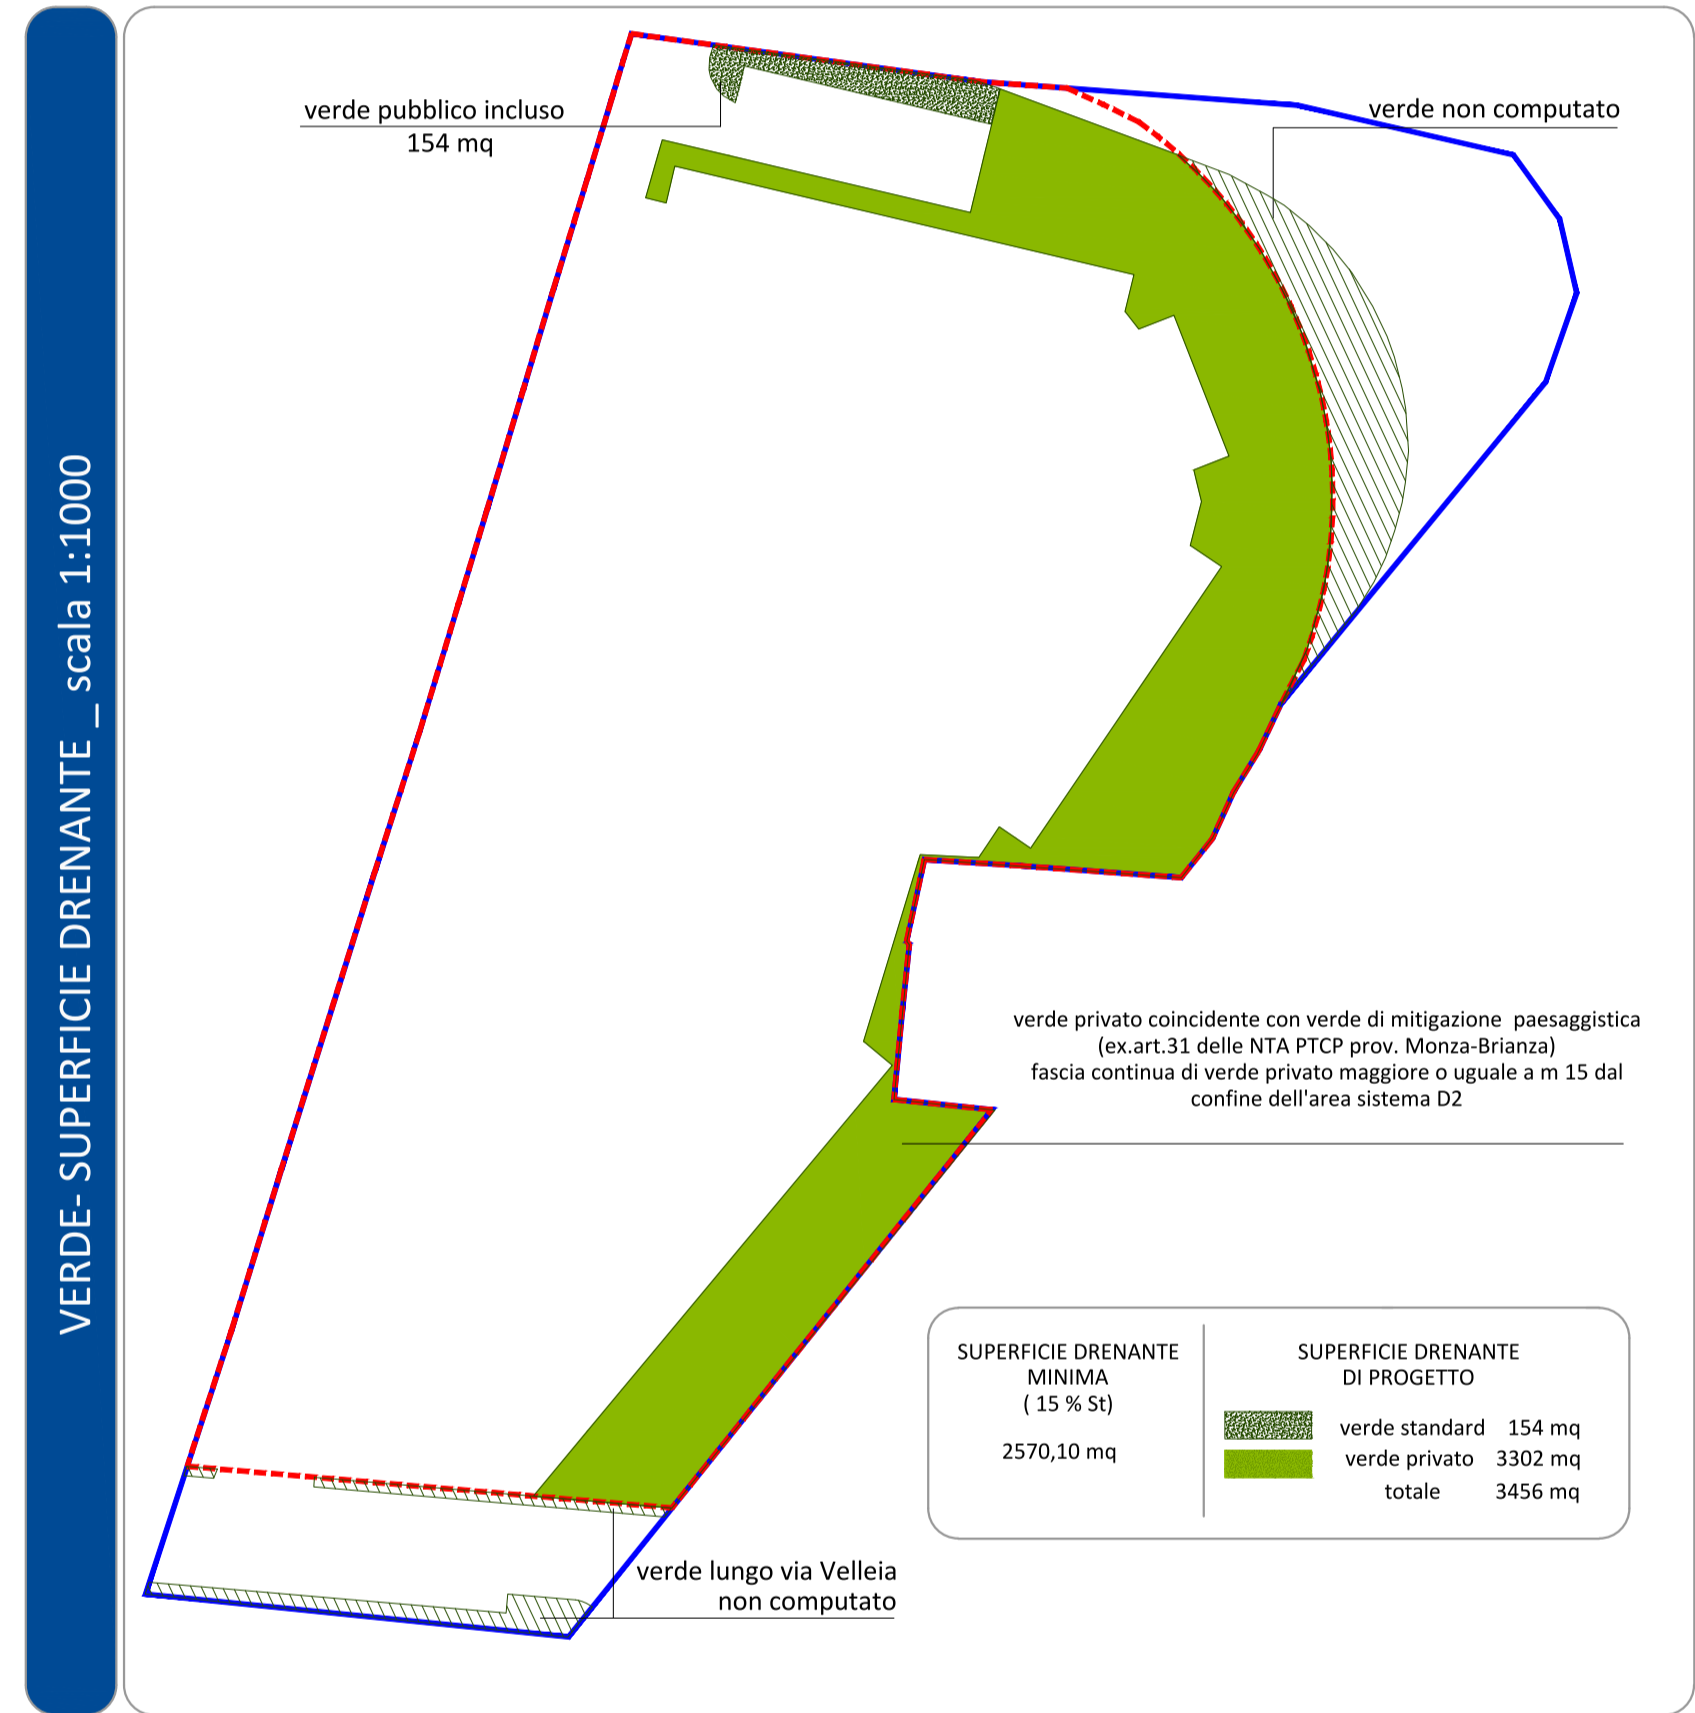 VERDE- SUPERFICIE DRENANTE _ scala 1:1000
verde pubblico incluso
154 mq
verde non computato
verde privato coincidente con verde di mitigazione paesaggistica
(ex.art.31 delle NTA PTCP prov. Monza-Brianza)
fascia continua di verde privato maggiore o uguale a m 15 dal
confine dell'area sistema D2
SUPERFICIE DRENANTE
MINIMA
( 15 % St)
2570,10 mq
SUPERFICIE DRENANTE
DI PROGETTO
verde standard 154 mq
verde privato 3302 mq
totale 3456 mq
verde lungo via Velleia
non computato